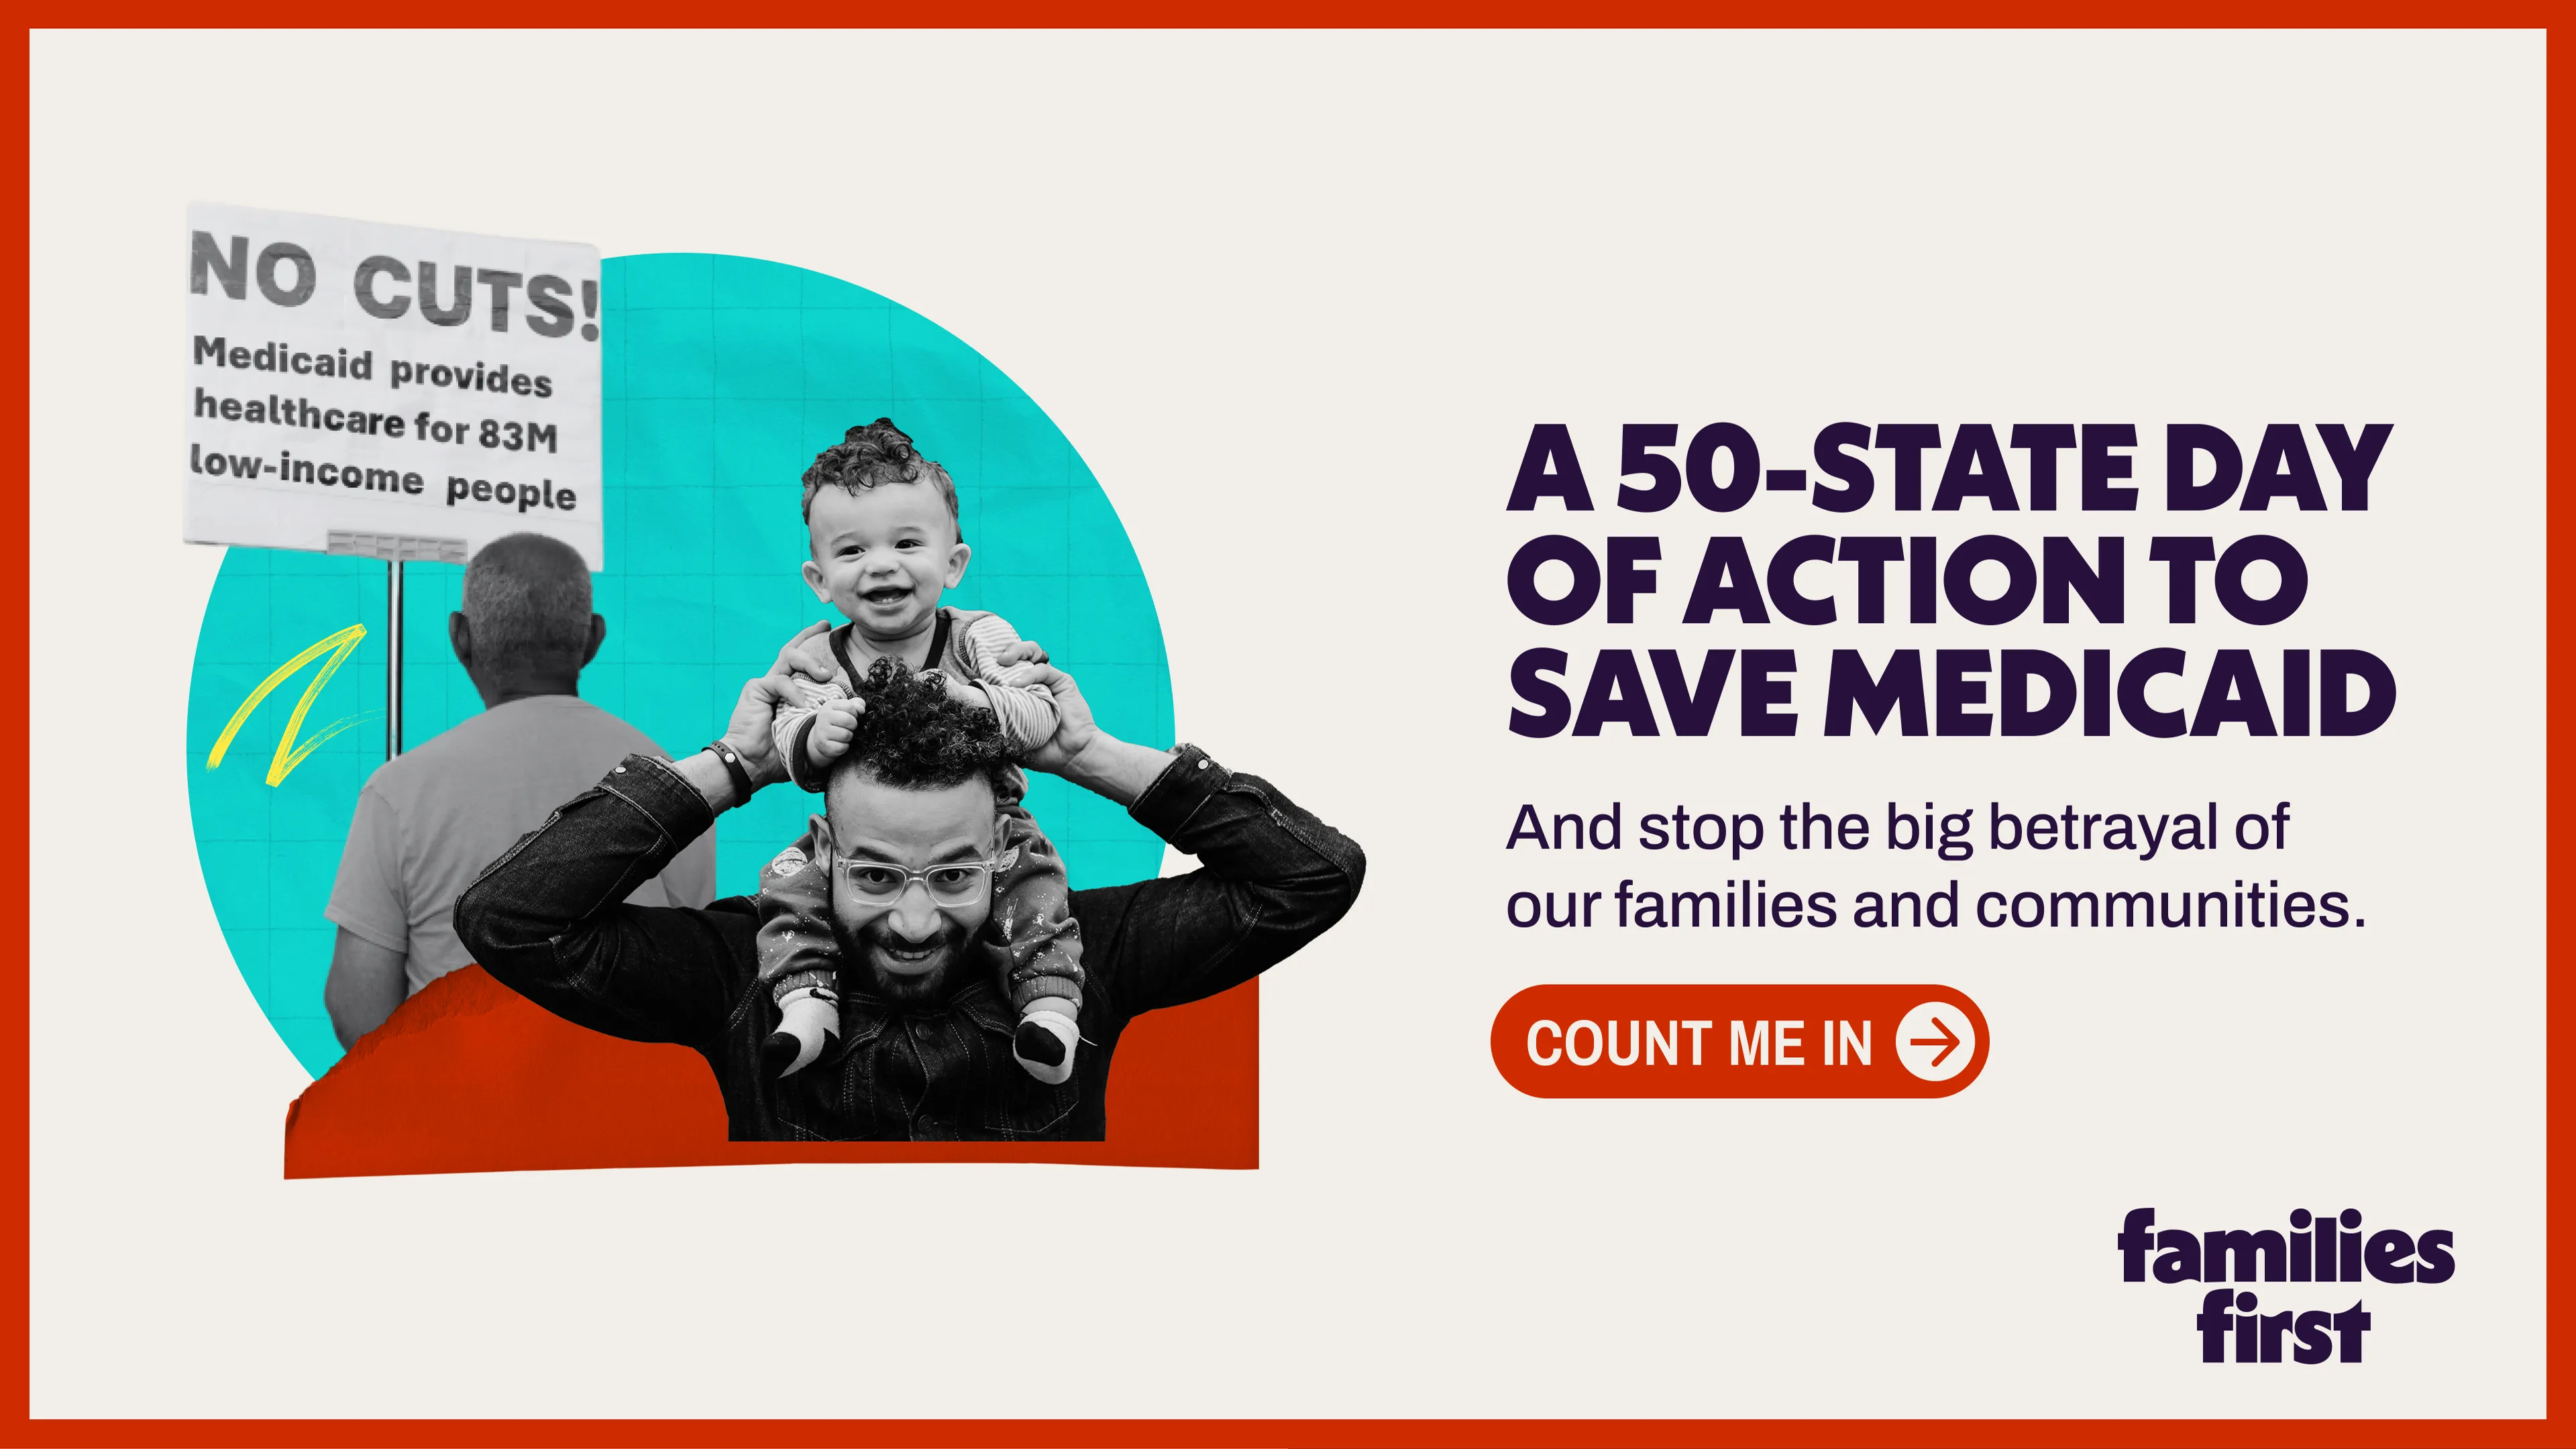 NO CUTS!
Medicaid provides
healthcare for 83M
low-income people
A 50-STATE DAY
OF ACTION TO
SAVE MEDICAID
And stop the big betrayal of
our families and communities.
COUNT ME IN
families
first